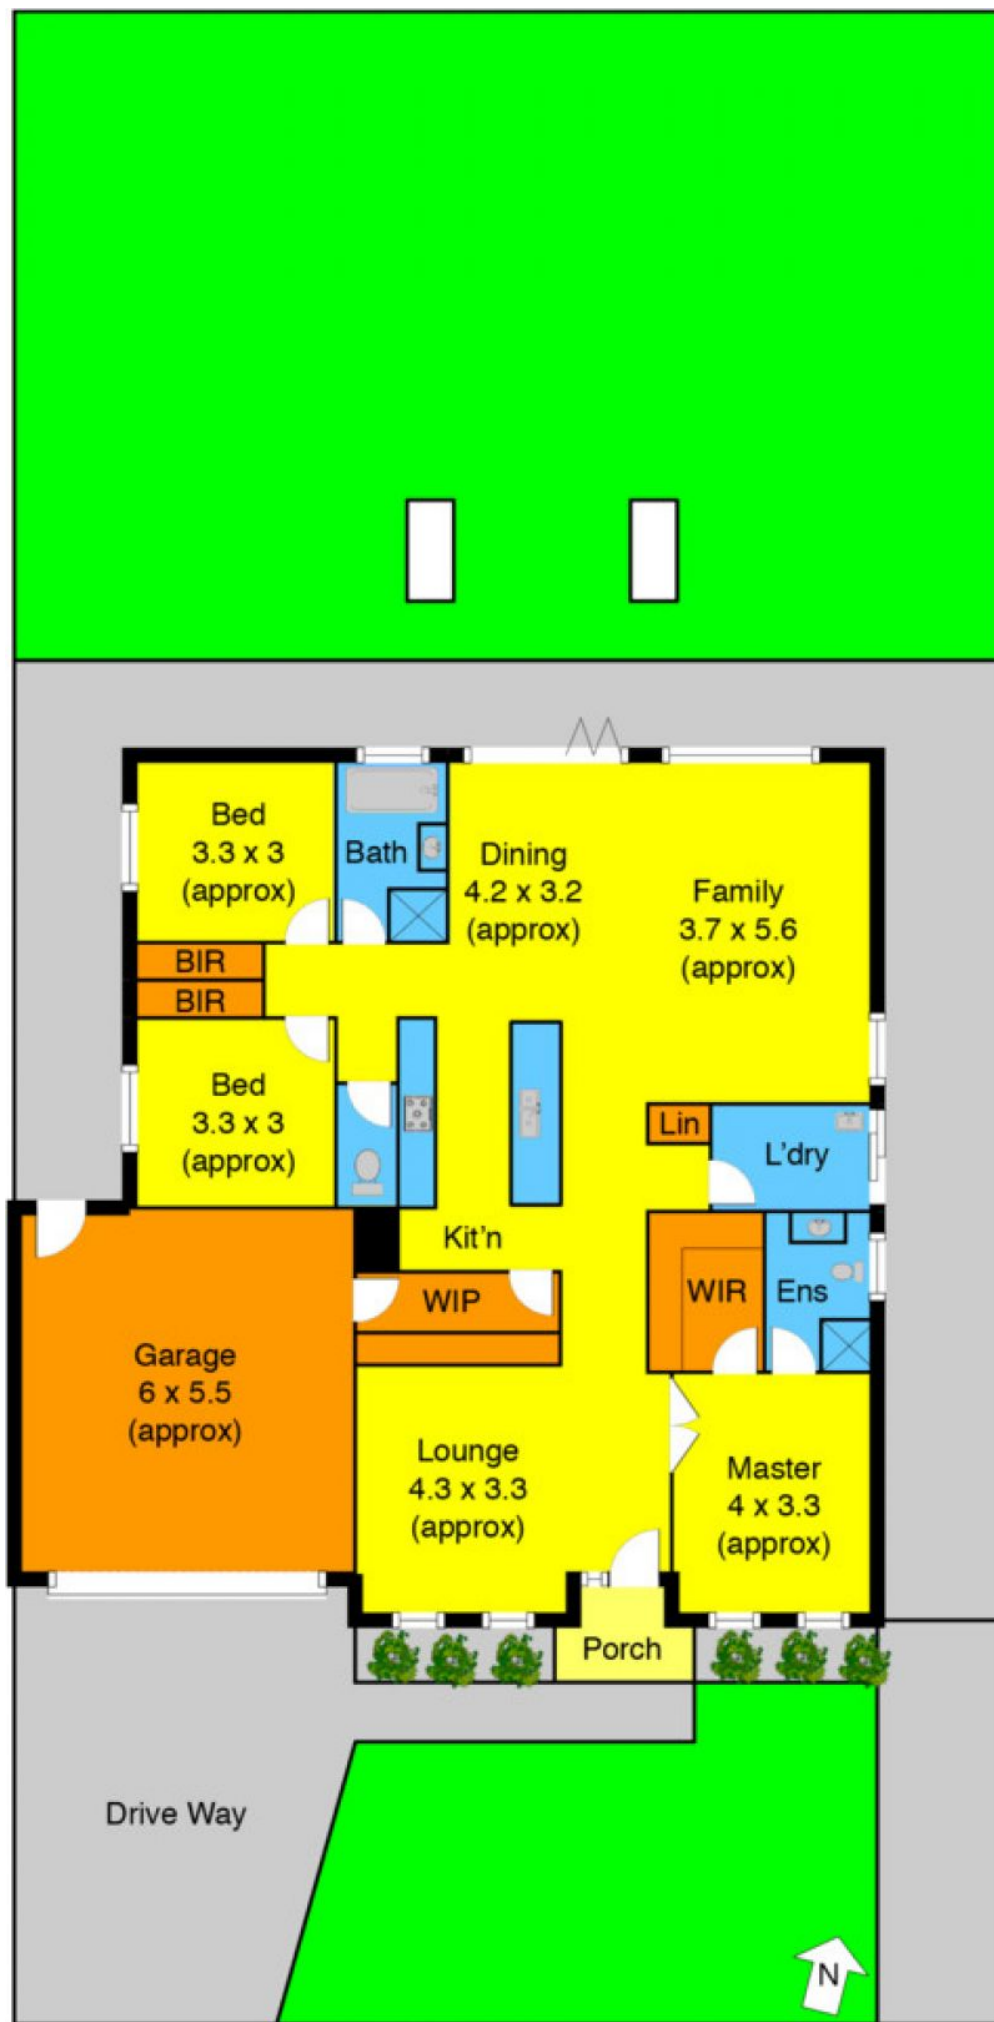 Bed
3.3 x 3
(approx)
Bath
Dining
4.2 x 3.2
(approx)
Family
3.7 x 5.6
(approx)
BIR
BIR
Bed
3.3 x 3
(approx)
Lin
L'dry
Kit'n
WIP
WIR
Ens
Garage
6 x 5.5
(approx)
Lounge
4.3 x 3.3
(approx)
Master
4 x 3.3
(approx)
Porch
Drive Way
N